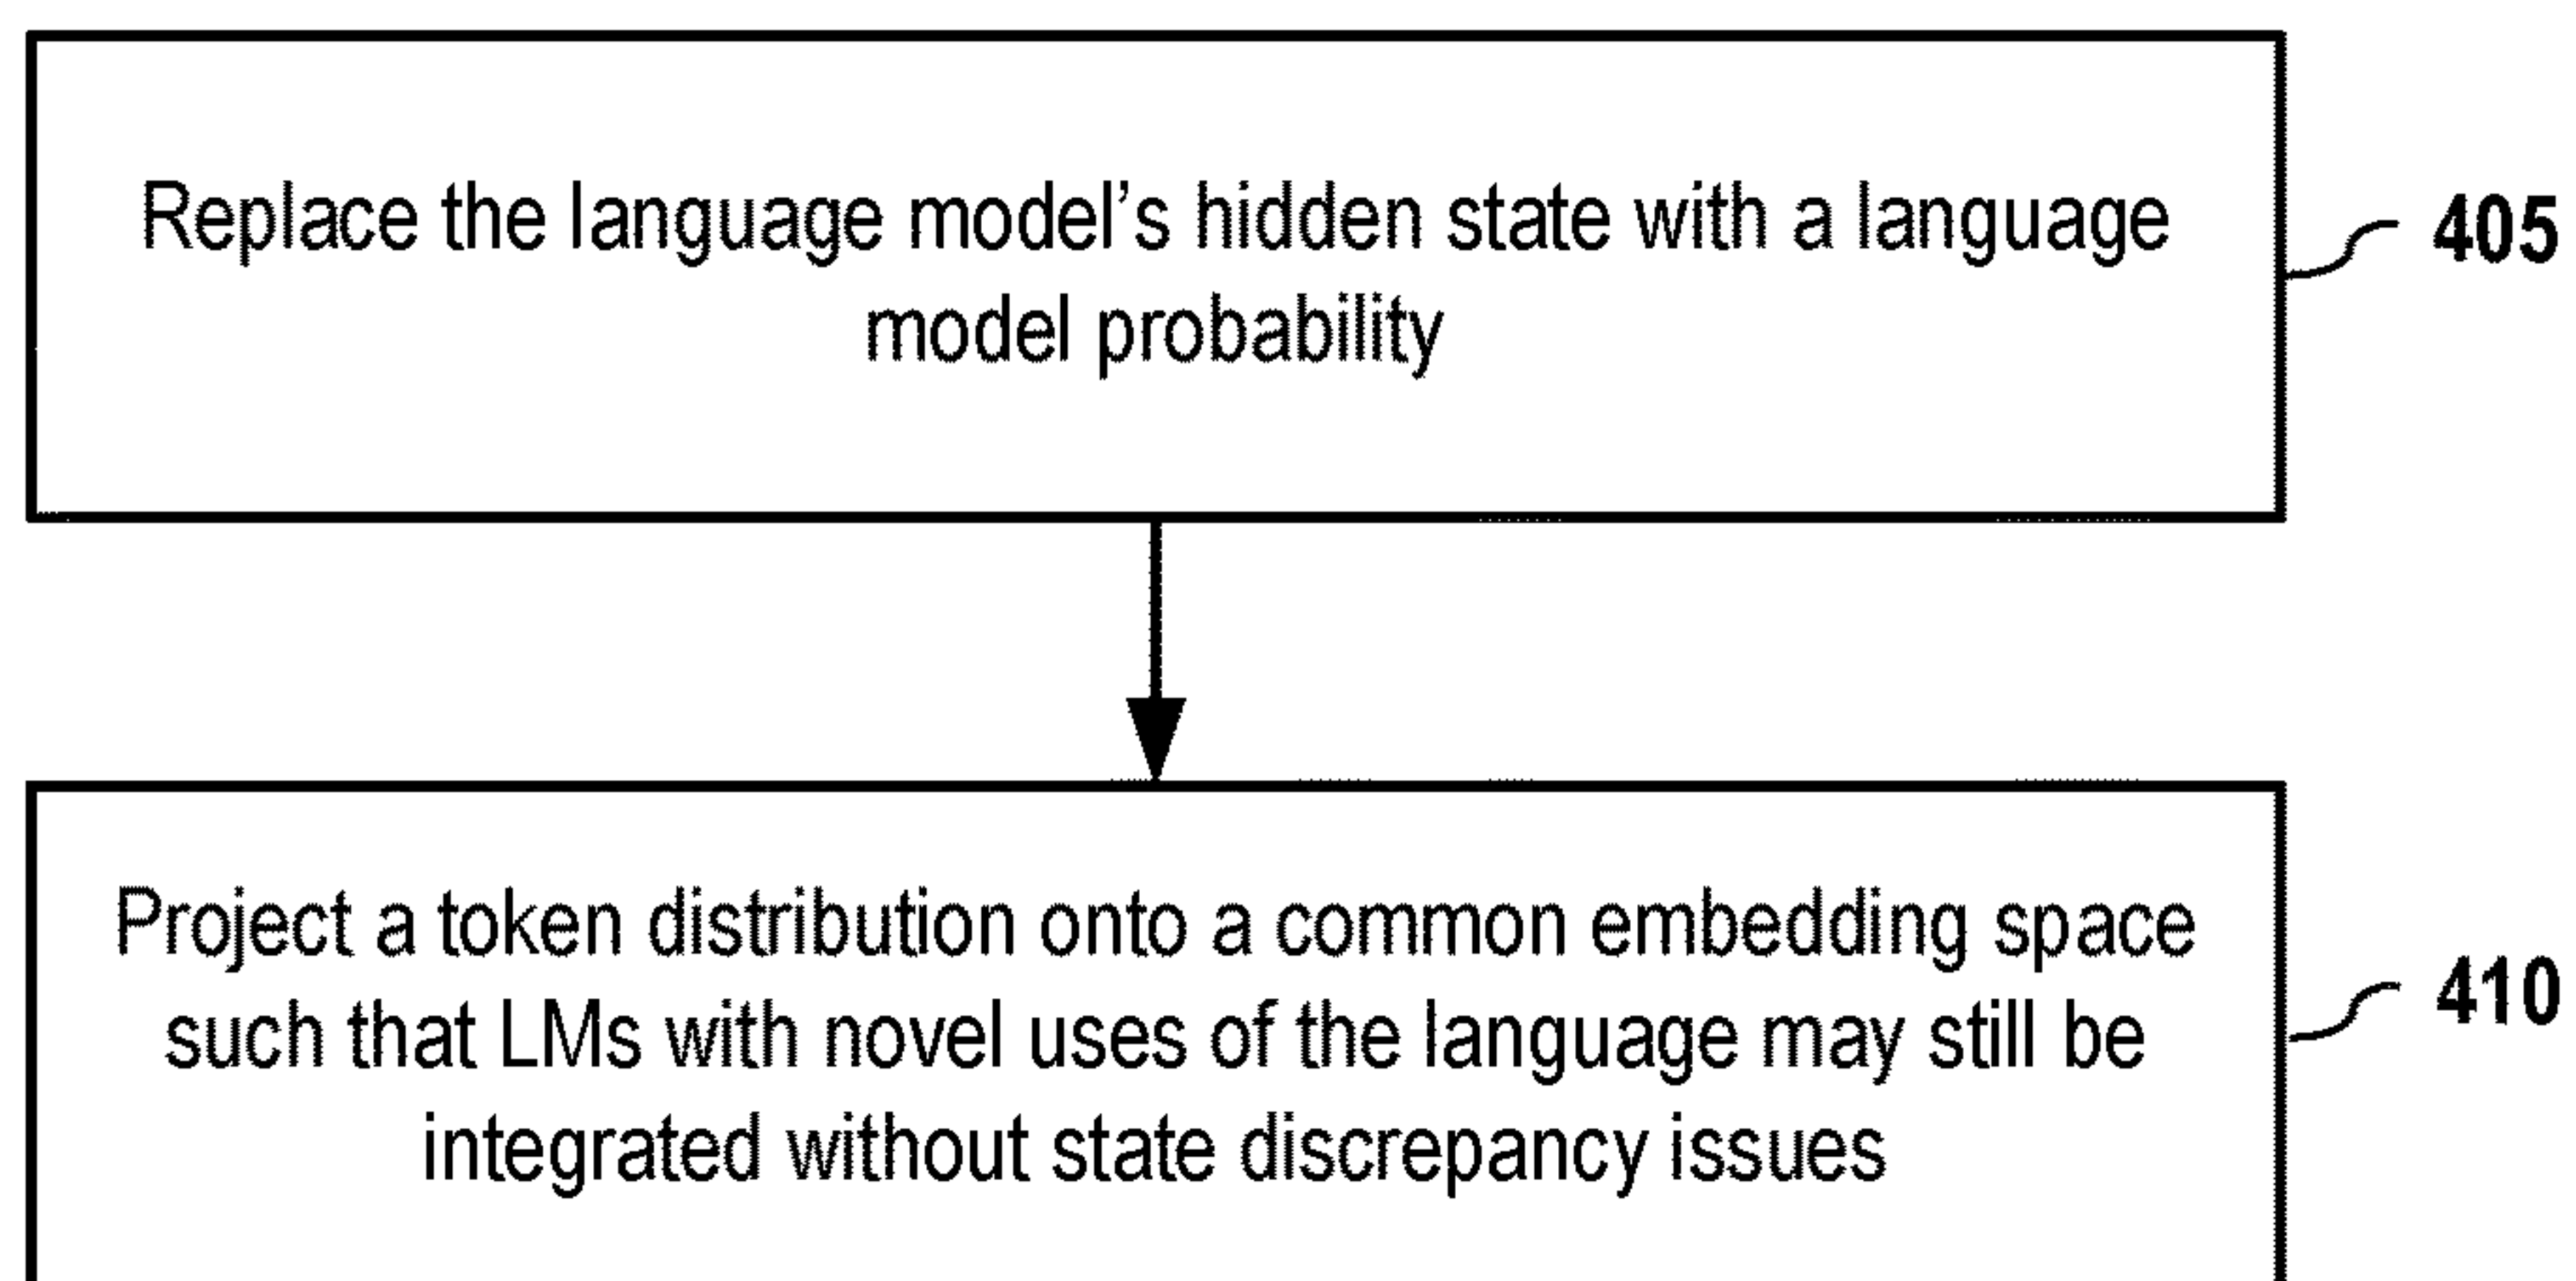 Replace the language model’s hidden state with a language
model probability
405
Project a token distribution onto a common embedding space
such that LMs with novel uses of the language may still be
integrated without state discrepancy issues
410